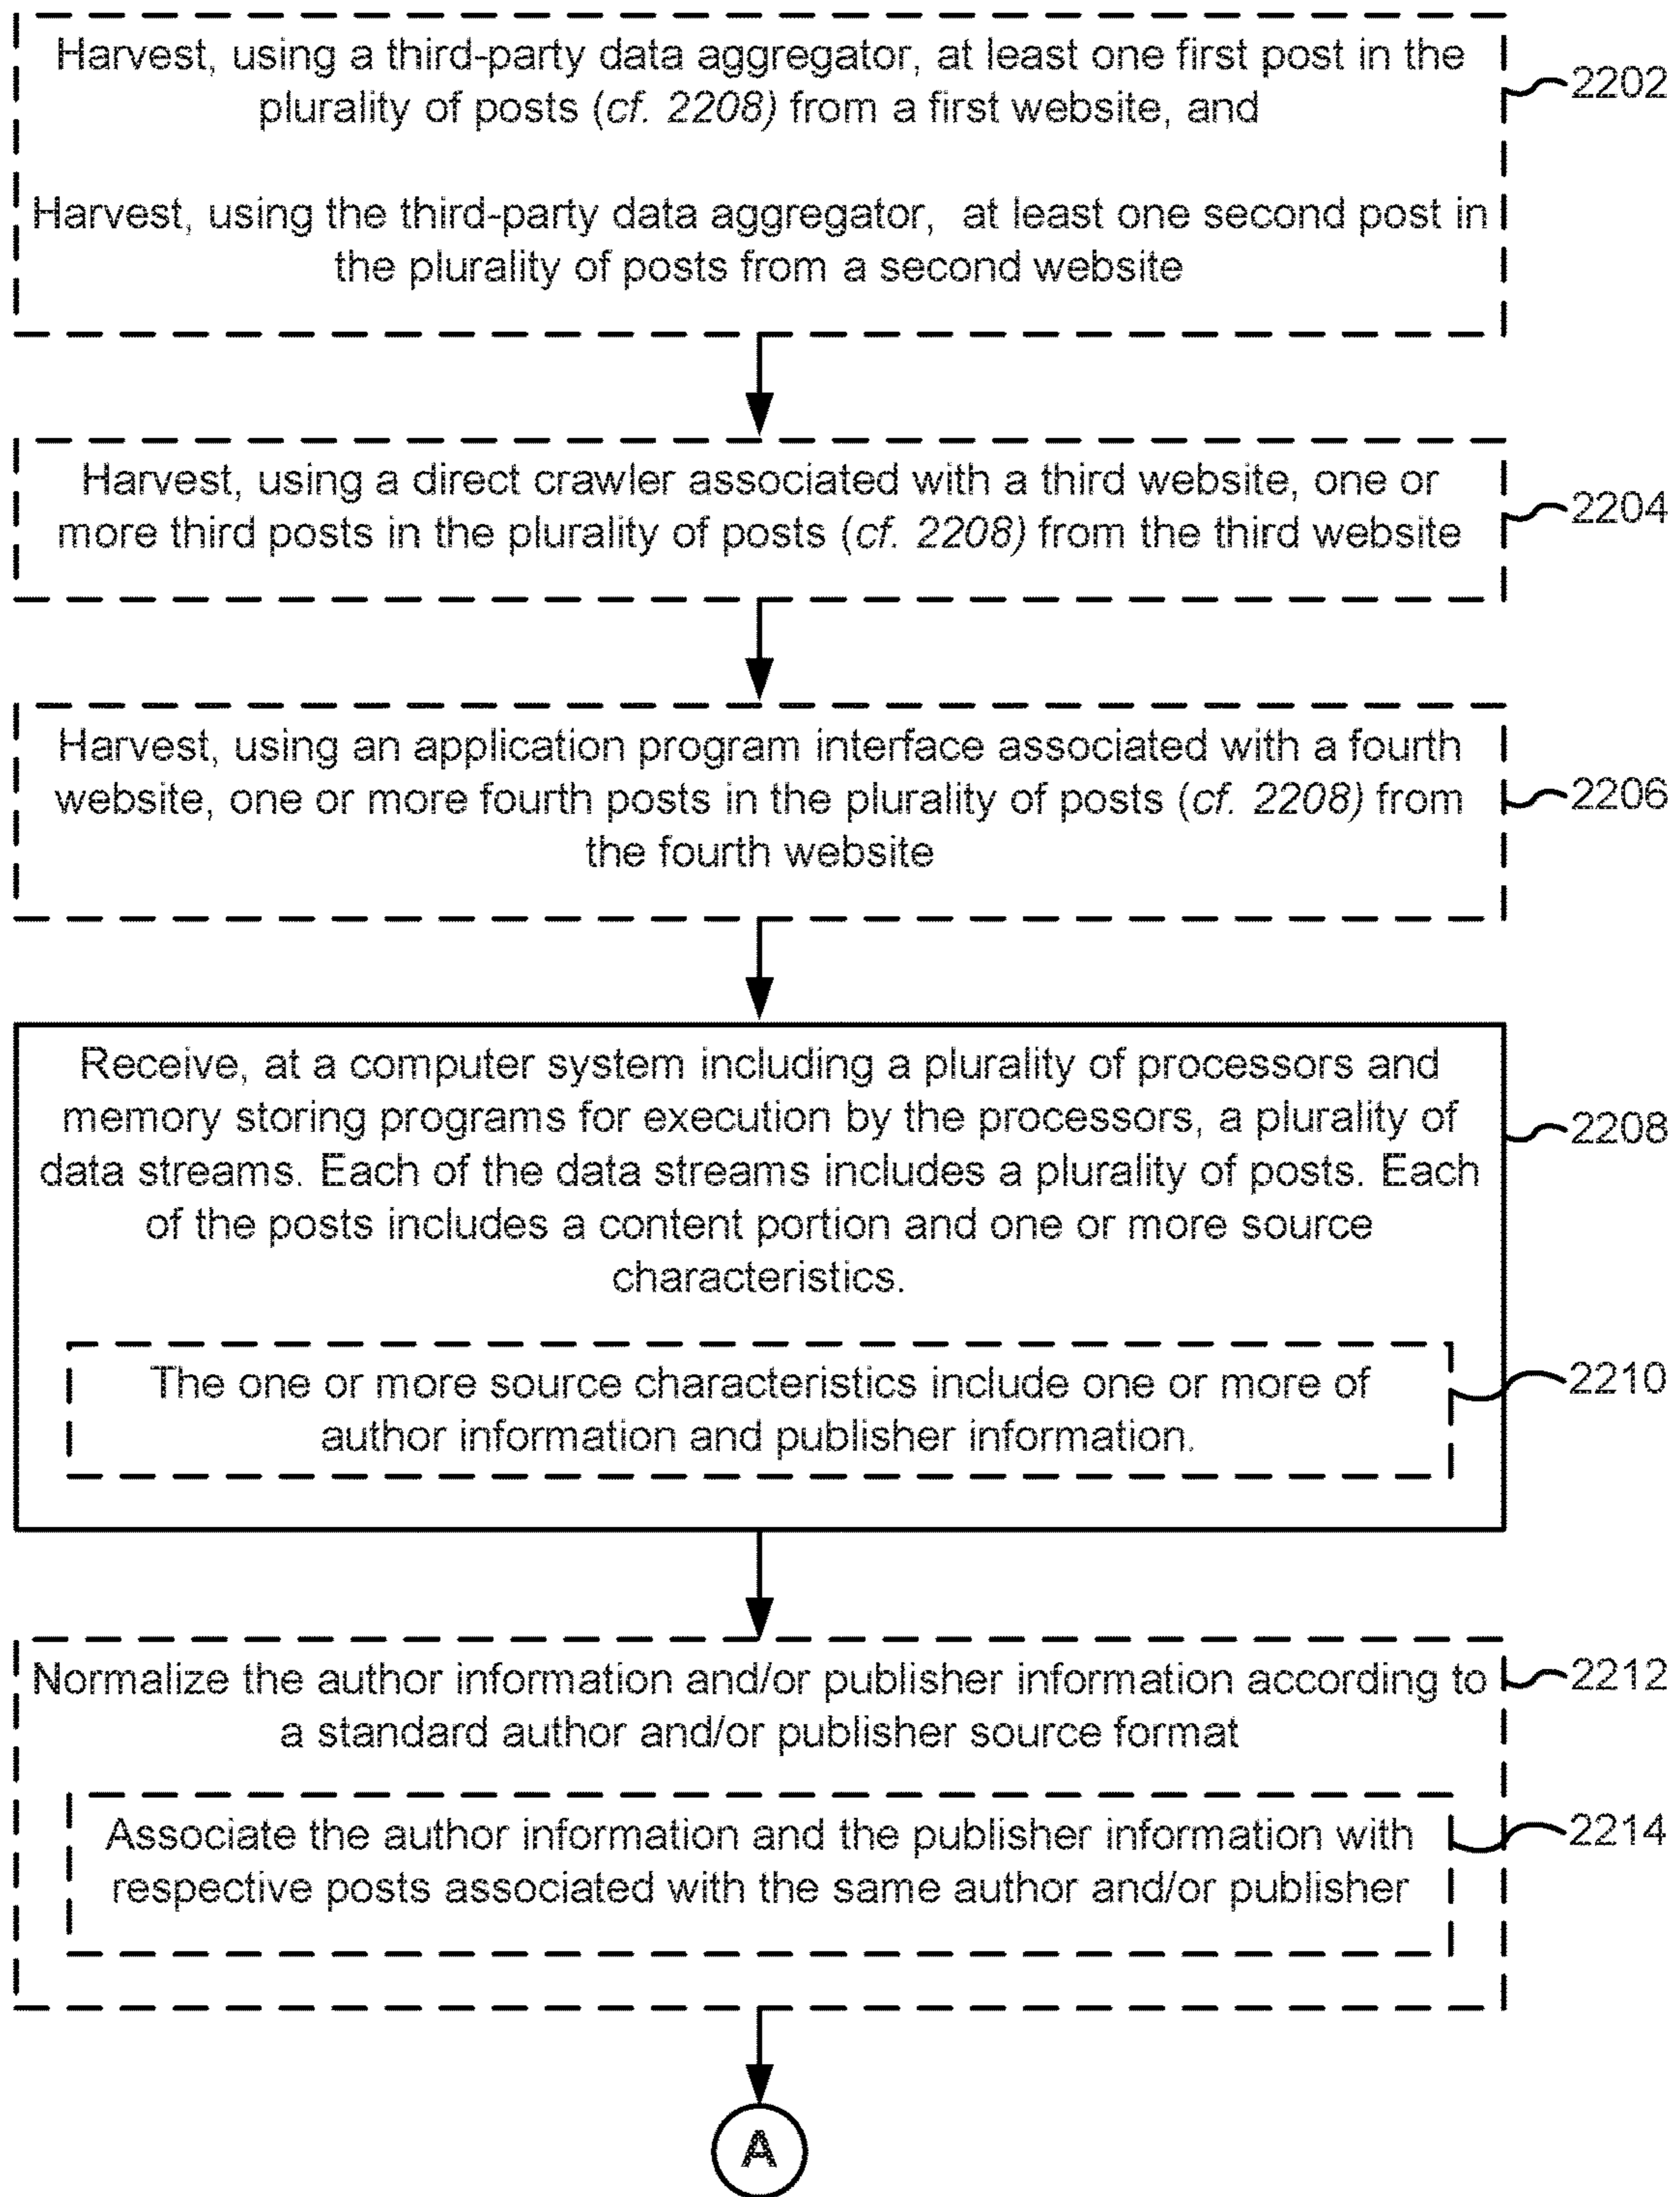 Harvest, using a third-party data aggregator, at least one first post in the
plurality of posts (cf. 2208) from a first website, and
2202
Harvest, using the third-party data aggregator,  at least one second post in
the plurality of posts from a second website
Harvest, using a direct crawler associated with a third website, one or
more third posts in the plurality of posts (cf. 2208) from the third website
2204
Harvest, using an application program interface associated with a fourth
website, one or more fourth posts in the plurality of posts (cf. 2208) from
the fourth website
2206
Receive, at a computer system including a plurality of processors and
memory storing programs for execution by the processors, a plurality of
data streams. Each of the data streams includes a plurality of posts. Each
of the posts includes a content portion and one or more source
characteristics.
2208
The one or more source characteristics include one or more of
author information and publisher information.
2210
Normalize the author information and/or publisher information according to
a standard author and/or publisher source format
2212
Associate the author information and the publisher information with
respective posts associated with the same author and/or publisher
2214
A